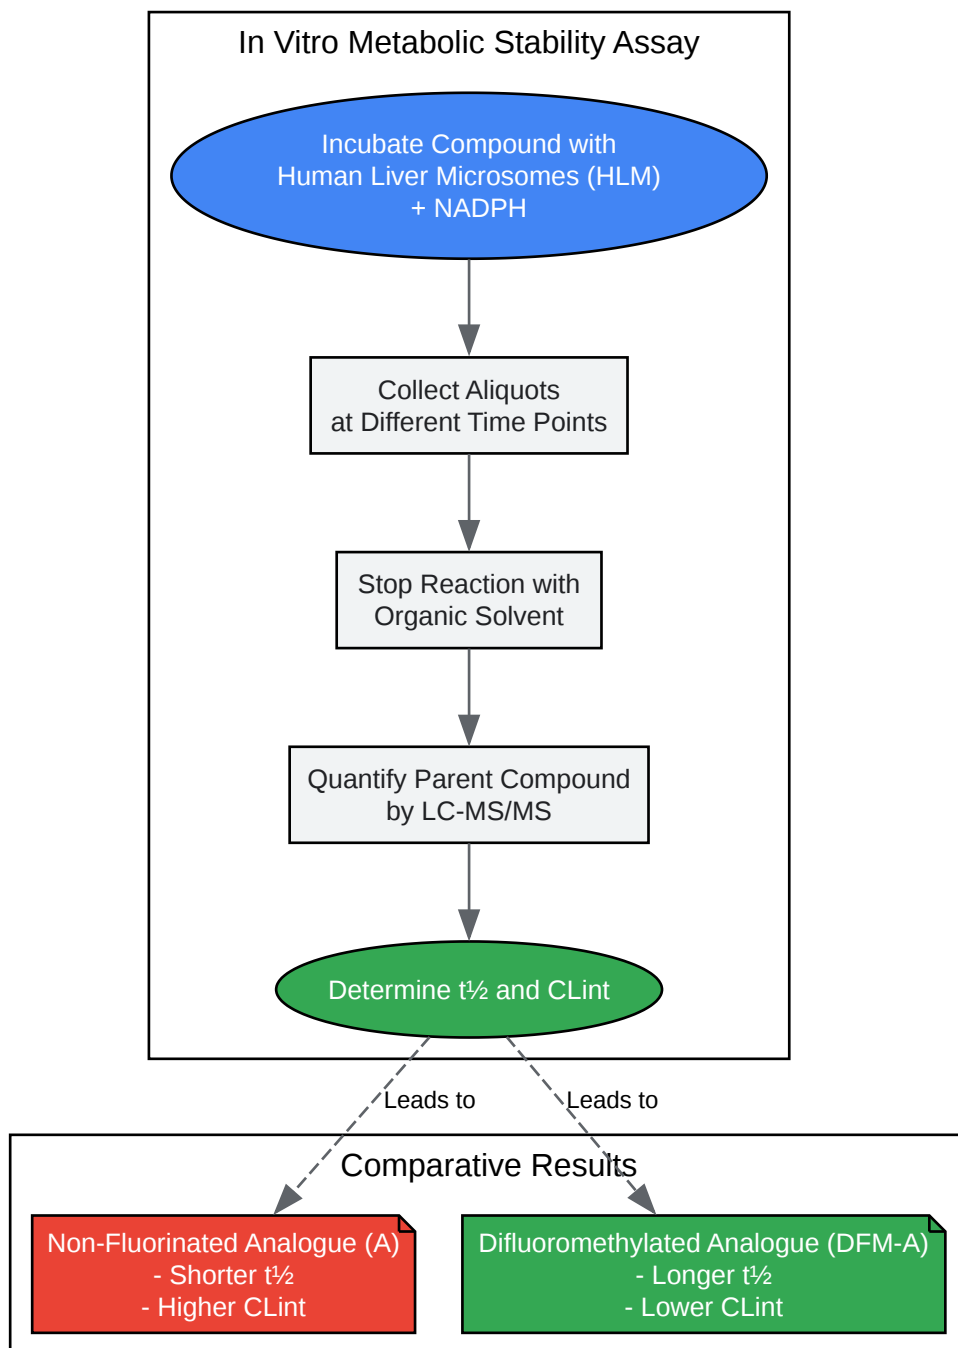 In Vitro Metabolic Stability Assay
Incubate Compound with
Human Liver Microsomes (HLM)
+ NADPH
Collect Aliquots
at Different Time Points
Stop Reaction with
Organic Solvent
Quantify Parent Compound
by LC-MS/MS
Determine t½ and CLint
Leads to
Leads to
Comparative Results
Non-Fluorinated Analogue (A)
- Shorter t½
- Higher CLint
Difluoromethylated Analogue (DFM-A)
- Longer t½
- Lower CLint